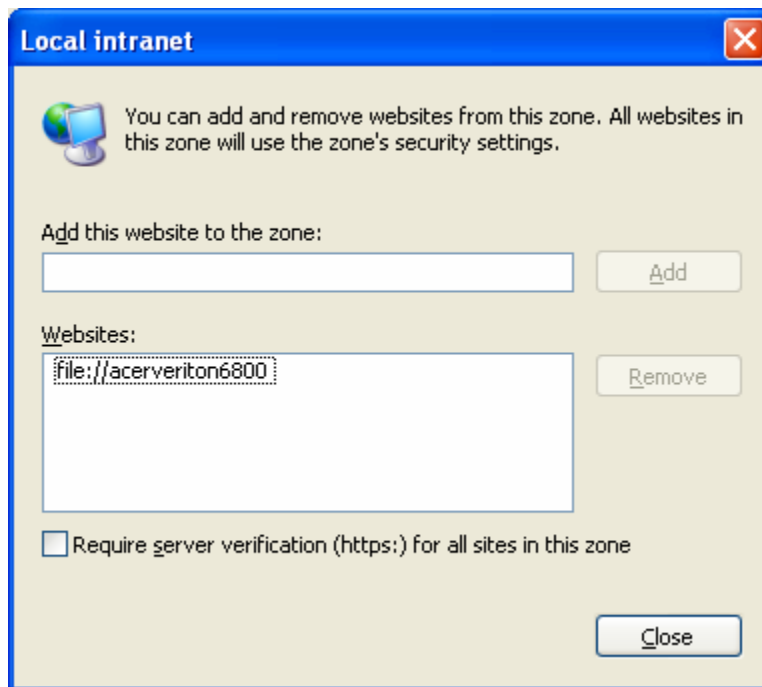 Local intranet
You can add and remove websites from this zone. All websites in
this zone will use the zone's security settings.
Add this website to the zone:
Add
Websites:
file://acerveriton6800
Remove
Require server verification (https:) for all sites in this zone
Close